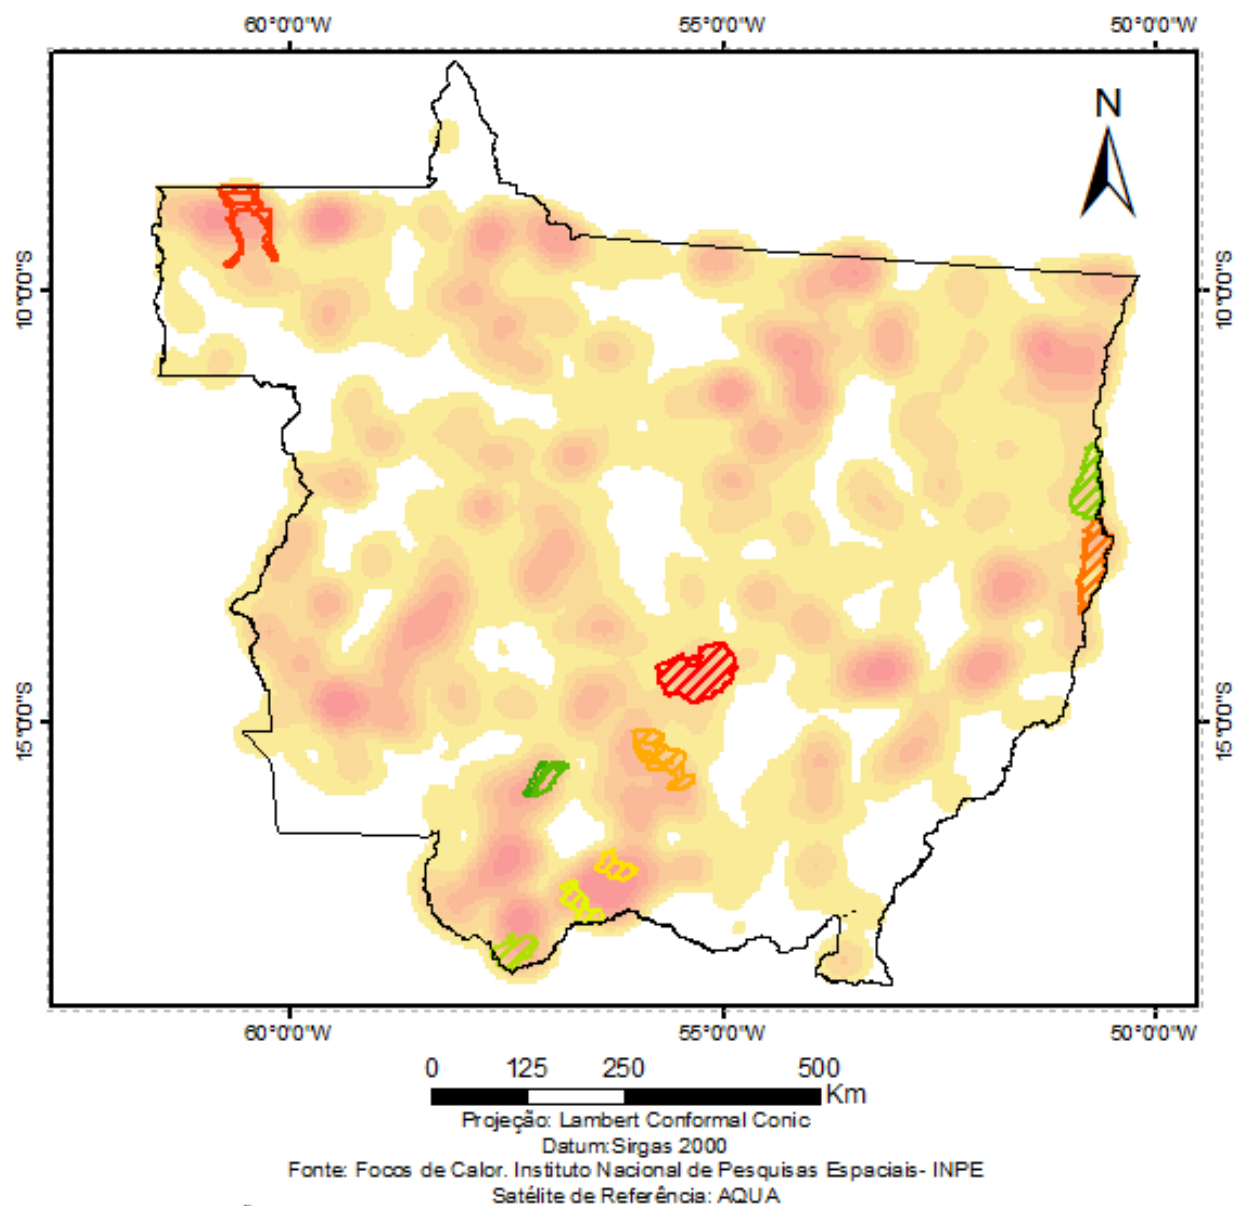 60°0'0"W 55°0'0"W 50°0'0"W
N
10°0'0"S 10°0'0"S
15°0'0"S 15°0'0"S
60°0'0"W 55°0'0"W 50°0'0"W
0 125 250 500
Km
Projeção: Lambert Conformal Conic
Datum:Sirgas 2000
Fonte: Focos de Calor. Instituto Nacional de Pesquisas Espaciais- INPE
Satélite de Referência: AQUA